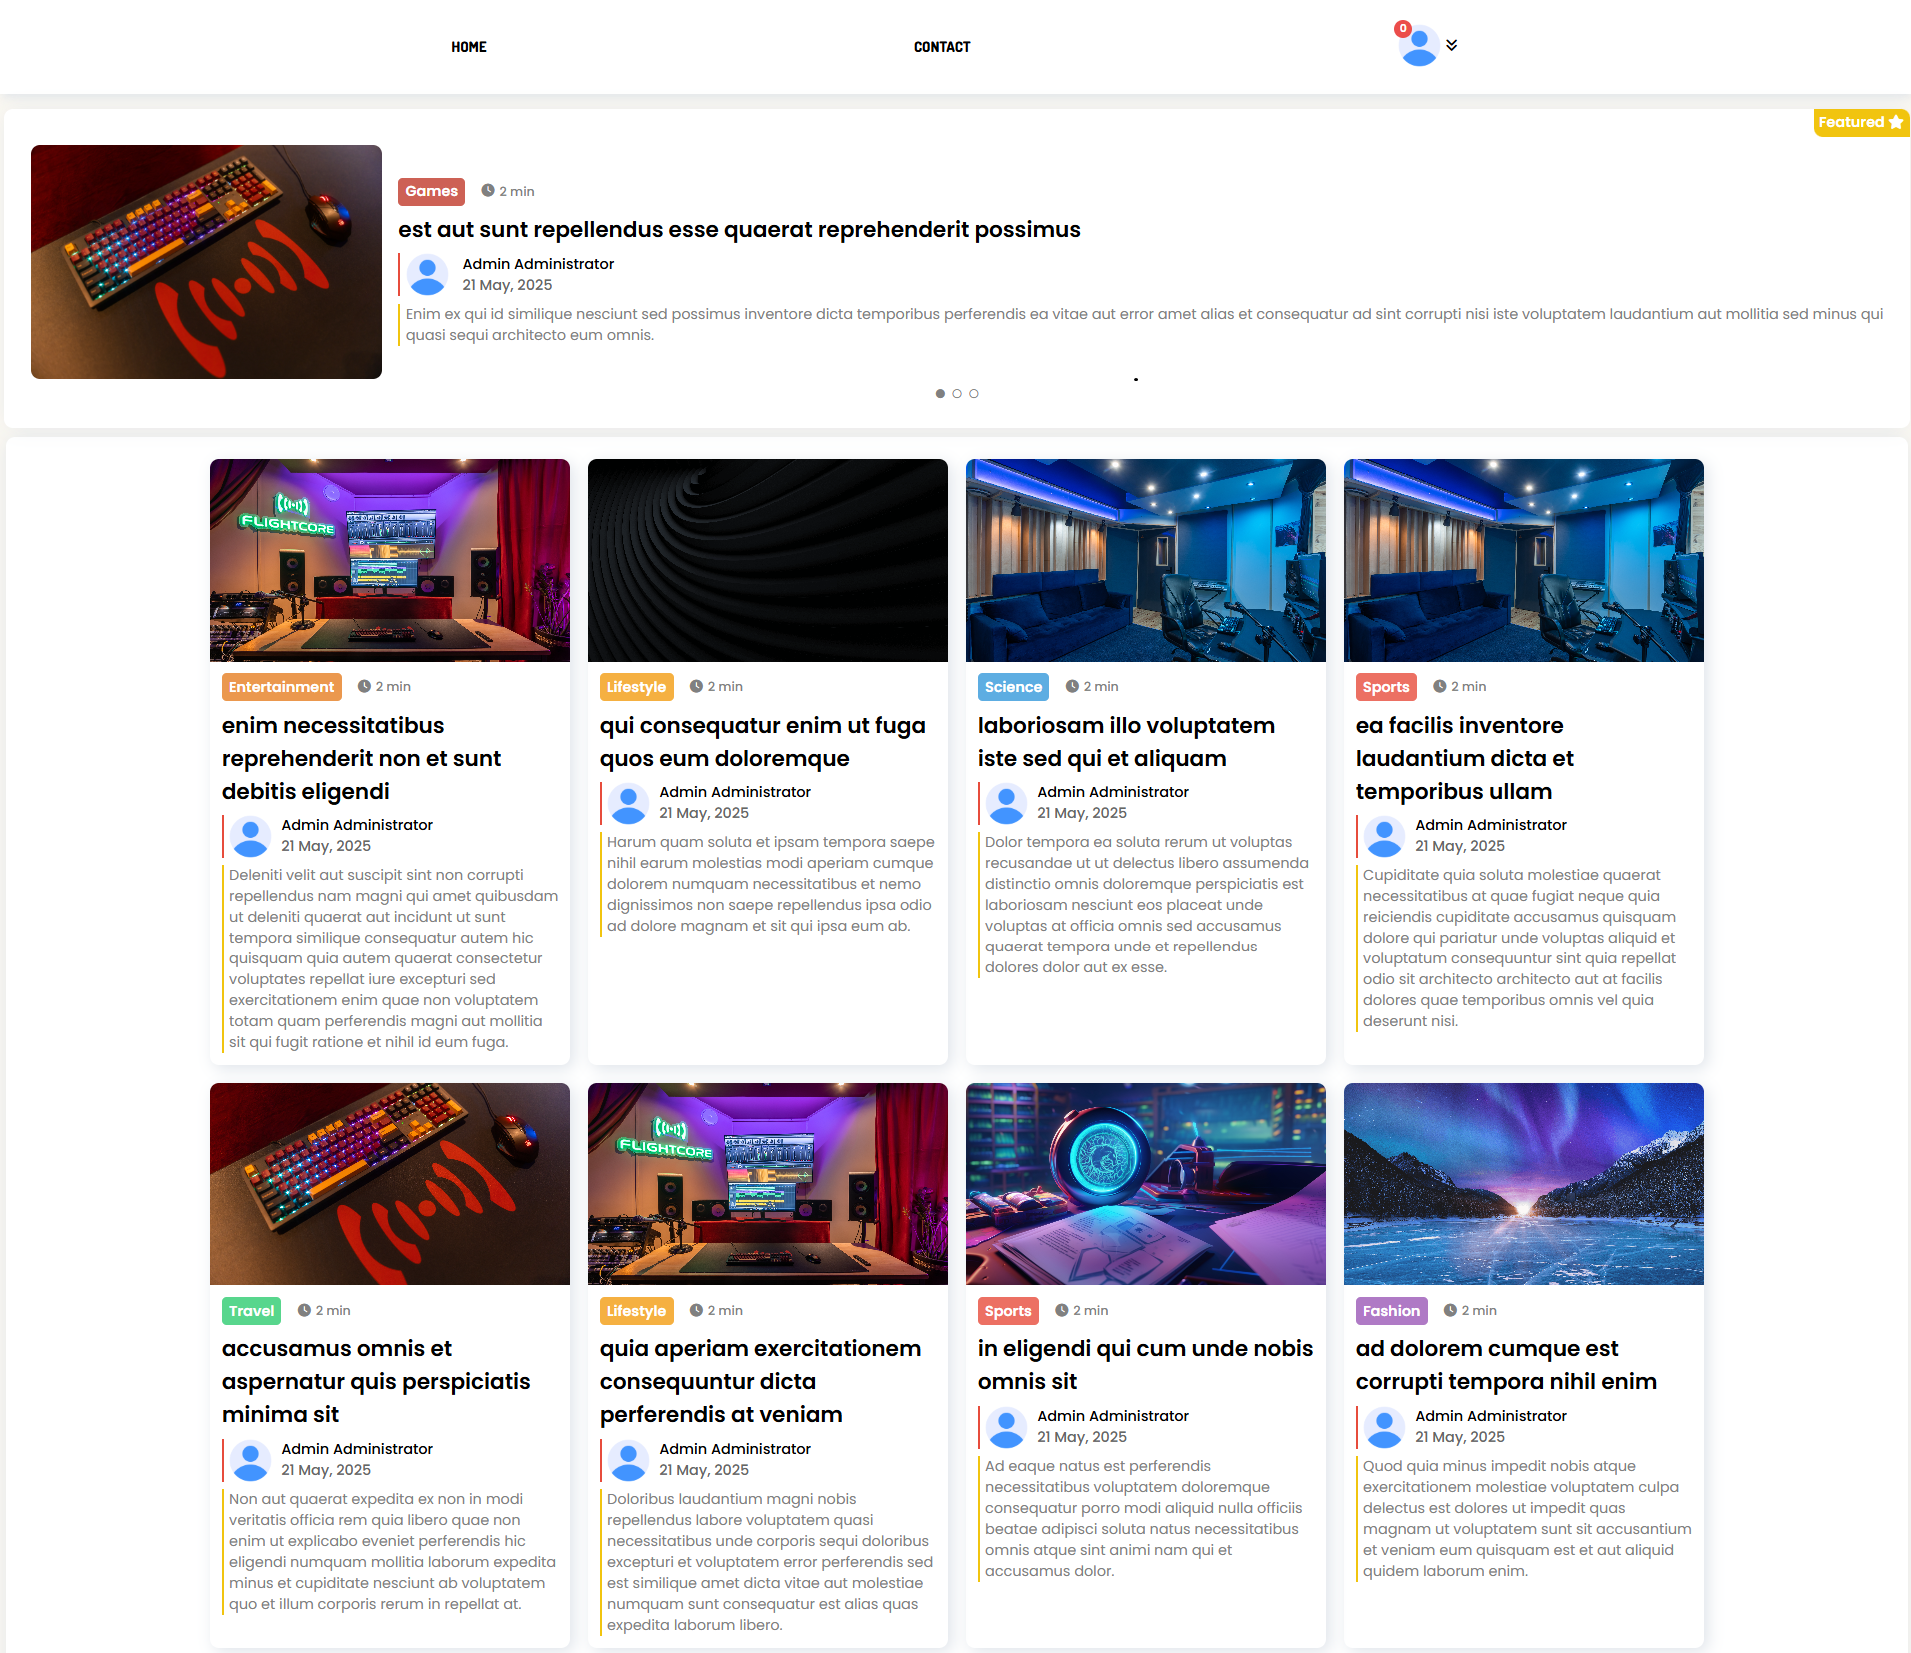 HOME
CONTACT
0
Featured
Games
2 min
est aut sunt repellendus esse quaerat reprehenderit possimus
Admin Administrator
21 May, 2025
Enim ex qui id similique nesciunt sed possimus inventore dicta temporibus perferendis ea vitae aut error amet alias et consequatur ad sint corrupti nisi iste voluptatem laudantium aut mollitia sed minus qui
quasi sequi architecto eum omnis.
FLIGHTCORE
Entertainment
2 min
enim necessitatibus
reprehenderit non et sunt
debitis eligendi
Admin Administrator
21 May, 2025
Deleniti velit aut suscipit sint non corrupti
repellendus nam magni qui amet quibusdam
ut deleniti quaerat aut incidunt ut sunt
tempora similique consequatur autem hic
quisquam quia autem quaerat consectetur
voluptates repellat iure excepturi sed
exercitationem enim quae non voluptatem
totam quam perferendis magni aut mollitia
sit qui fugit ratione et nihil id eum fuga.
Lifestyle
2 min
qui consequatur enim ut fuga
quos eum doloremque
Admin Administrator
21 May, 2025
Harum quam soluta et ipsam tempora saepe
nihil earum molestias modi aperiam cumque
dolorem numquam necessitatibus et nemo
dignissimos non saepe repellendus ipsa odio
ad dolore magnam et sit qui ipsa eum ab.
Science
2 min
laboriosam illo voluptatem
iste sed qui et aliquam
Admin Administrator
21 May, 2025
Dolor tempora ea soluta rerum ut voluptas
recusandae ut ut delectus libero assumenda
distinctio omnis doloremque perspiciatis est
laboriosam nesciunt eos placeat unde
voluptas at officia omnis sed accusamus
quaerat tempora unde et repellendus
dolores dolor aut ex esse.
Sports
2 min
ea facilis inventore
laudantium dicta et
temporibus ullam
Admin Administrator
21 May, 2025
Cupiditate quia soluta molestiae quaerat
necessitatibus at quae fugiat neque quia
reiciendis cupiditate accusamus quisquam
dolore qui pariatur unde voluptas aliquid et
voluptatum consequuntur sint quia repellat
odio sit architecto architecto aut at facilis
dolores quae temporibus omnis vel quia
deserunt nisi.
Travel
2 min
accusamus omnis et
aspernatur quis perspiciatis
minima sit
Admin Administrator
21 May, 2025
Non aut quaerat expedita ex non in modi
veritatis officia rem quia libero quae non
enim ut explicabo eveniet perferendis hic
eligendi numquam mollitia laborum expedita
minus et cupiditate nesciunt ab voluptatem
quo et illum corporis rerum in repellat at.
FLIGHTCORE
Lifestyle
2 min
quia aperiam exercitationem
consequuntur dicta
perferendis at veniam
Admin Administrator
21 May, 2025
Doloribus laudantium magni nobis
repellendus labore voluptatem quasi
necessitatibus unde corporis sequi doloribus
excepturi et voluptatem error perferendis sed
est similique amet dicta vitae aut molestiae
numquam sunt consequatur est alias quas
expedita laborum libero.
Sports
2 min
in eligendi qui cum unde nobis
omnis sit
Admin Administrator
21 May, 2025
Ad eaque natus est perferendis
necessitatibus voluptatem doloremque
consequatur porro modi aliquid nulla officiis
beatae adipisci soluta natus necessitatibus
omnis atque sint animi nam qui et
accusamus dolor.
Fashion
2 min
ad dolorem cumque est
corrupti tempora nihil enim
Admin Administrator
21 May, 2025
Quod quia minus impedit nobis atque
exercitationem molestiae voluptatem culpa
delectus est dolores ut impedit quas
magnam ut voluptatem sunt sit accusantium
et veniam eum quisquam est et aut aliquid
quidem laborum enim.